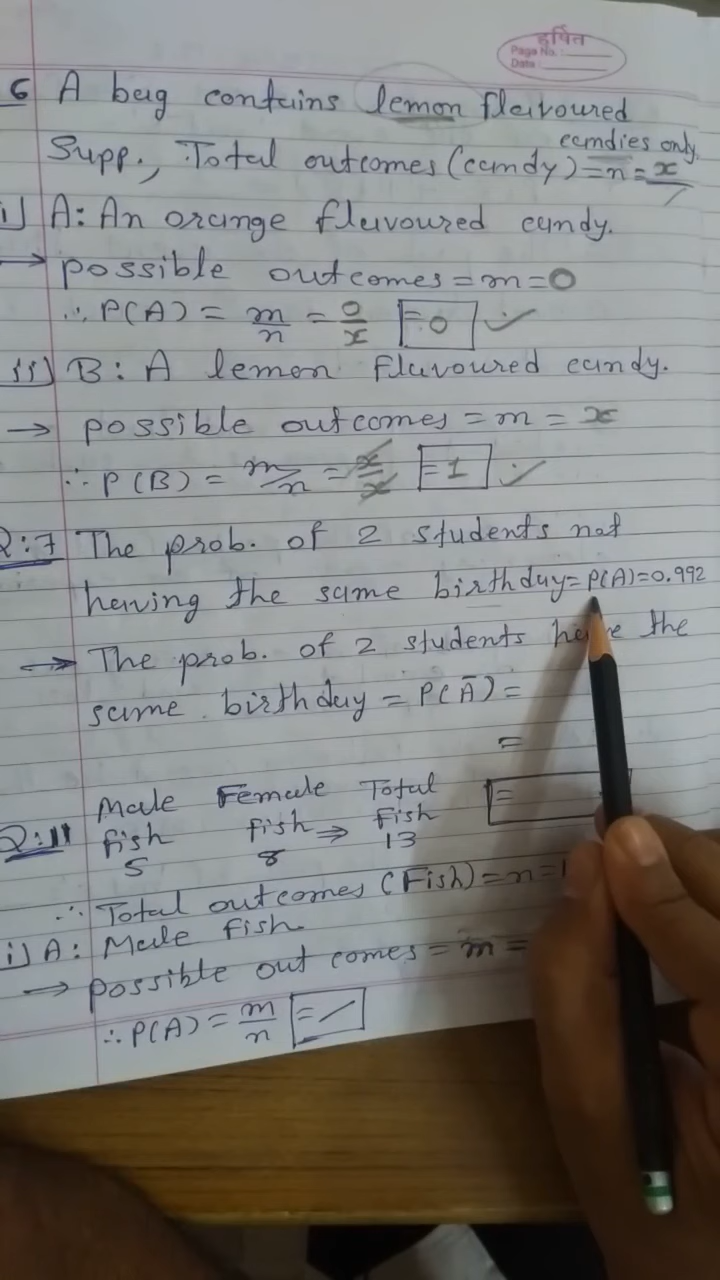 हर्षित
Page No. :
Date :
6 A bag contains lemon flavoured
candies only.
Supp., Total outcomes (candy) = n = x
i) A: An orange flavoured candy.
→ possible outcomes = m = 0
∴ P(A) = m/n = 0/x = 0
ii) B: A lemon flavoured candy.
→ possible outcomes = m = x
∴ P(B) = m/n = x/x = 1
Q:7 The prob. of 2 students not
having the same birthday = P(A) = 0.992
→ The prob. of 2 students have the
same birthday = P(Ā) =
=
=
Q:11 Male Female Total
fish fish ⇒ fish
5 8 13
∴ Total outcomes (Fish) = n = 1
i) A: Male fish
→ possible out comes = m =
∴ P(A) = m/n =